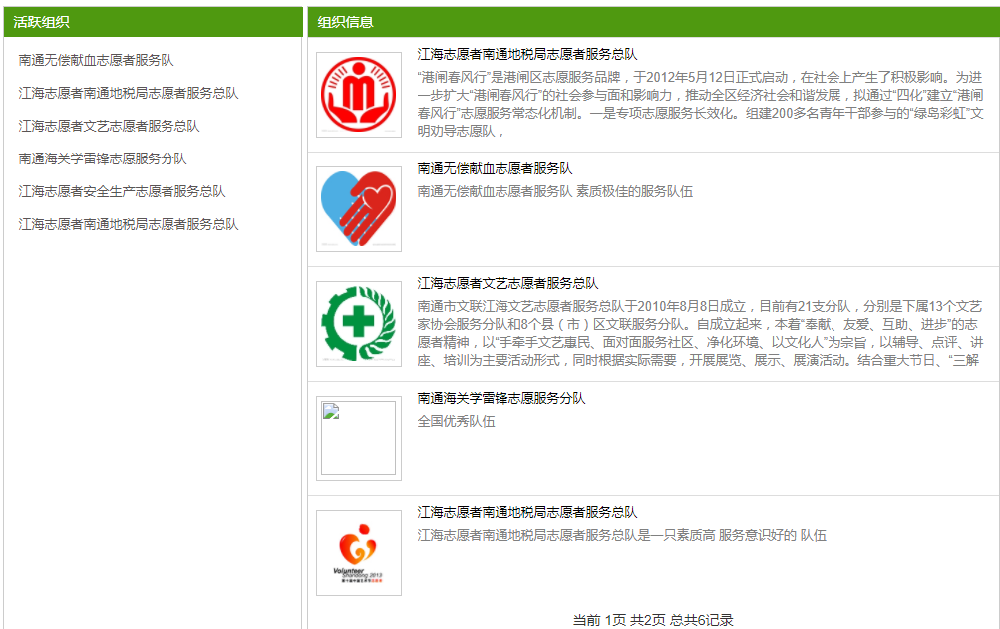 活跃组织
南通无偿献血志愿者服务队
江海志愿者南通地税局志愿者服务总队
江海志愿者文艺志愿者服务总队
南通海关学雷锋志愿服务分队
江海志愿者安全生产志愿者服务总队
江海志愿者南通地税局志愿者服务总队
组织信息
江海志愿者南通地税局志愿者服务总队
“港闸春风行”是港闸区志愿服务品牌，于2012年5月12日正式启动，在社会上产生了积极影响。为进
一步扩大“港闸春风行”的社会参与面和影响力，推动全区经济社会和谐发展，拟通过“四化”建立“港闸
春风行”志愿服务常态化机制。一是专项志愿服务长效化。组建200多名青年干部参与的“绿岛彩虹”文
明劝导志愿队，
南通无偿献血志愿者服务队
南通无偿献血志愿者服务队 素质极佳的服务队伍
江海志愿者文艺志愿者服务总队
南通市文联江海文艺志愿者服务总队于2010年8月8日成立，目前有21支分队，分别是下属13个文艺
家协会服务分队和8个县（市）区文联服务分队。自成立起来，本着“奉献、友爱、互助、进步”的志
愿者精神，以“手牵手文艺惠民、面对面服务社区、净化环境、以文化人”为宗旨，以辅导、点评、讲
座、培训为主要活动形式，同时根据实际需要，开展展览、展示、展演活动。结合重大节日、“三解
南通海关学雷锋志愿服务分队
全国优秀队伍
江海志愿者南通地税局志愿者服务总队
江海志愿者南通地税局志愿者服务总队是一只素质高 服务意识好的 队伍
Volunteer
Shandong 2013
当前 1页 共2页 总共6记录